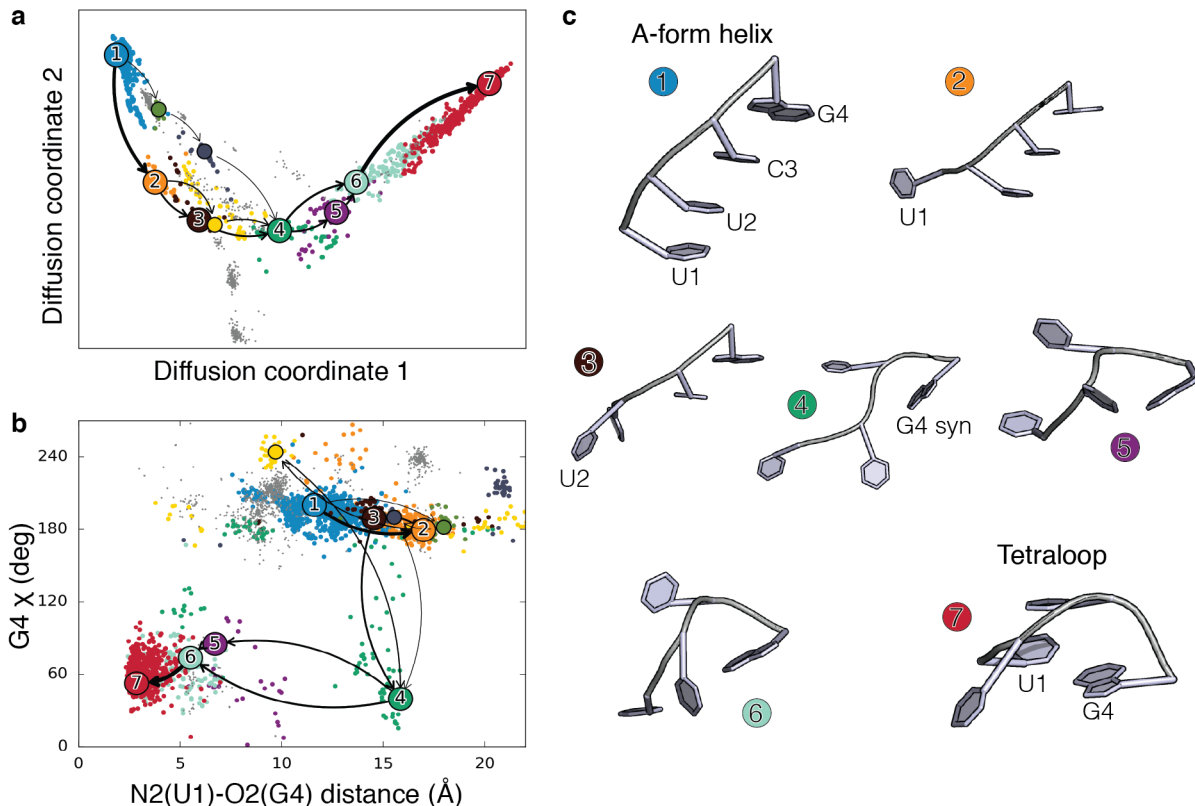 a
Diffusion coordinate 2
1
2
3
4
5
6
7
Diffusion coordinate 1
b
G4 χ (deg)
240
180
120
60
0
0
5
10
15
20
1
2
3
4
5
6
7
N2(U1)-O2(G4) distance (Å)
c
A-form helix
1
G4
C3
U2
U1
2
U1
3
U2
4
G4 syn
5
6
Tetraloop
7
U1
G4